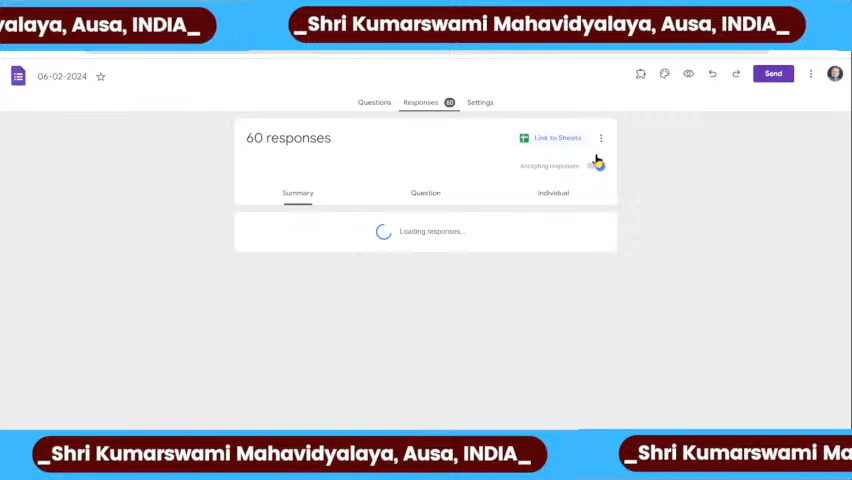 yalaya, Ausa, INDIA_
_Shri Kumarswami Mahavidyalaya, Ausa, INDIA_
06-02-2024
Send
Questions
Responses 60
Settings
60 responses
Link to Sheets
Accepting responses
Summary
Question
Individual
Loading responses...
_Shri Kumarswami Mahavidyalaya, Ausa, INDIA_
_Shri Kumarswami Ma